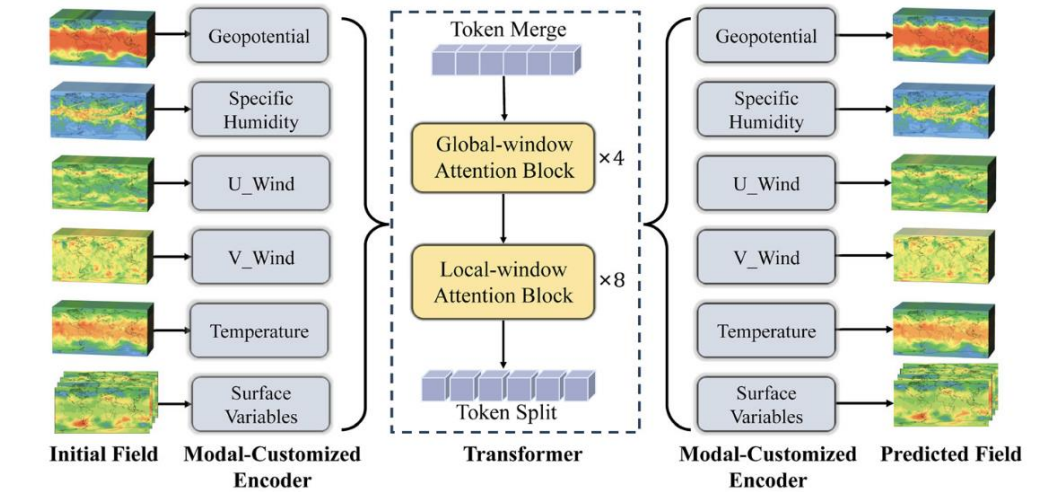 Geopotential
Specific
Humidity
U_Wind
V_Wind
Temperature
Surface
Variables
Initial Field
Modal-Customized
Encoder
Token Merge
Global-window
Attention Block
×4
Local-window
Attention Block
×8
Token Split
Transformer
Geopotential
Specific
Humidity
U_Wind
V_Wind
Temperature
Surface
Variables
Modal-Customized
Encoder
Predicted Field